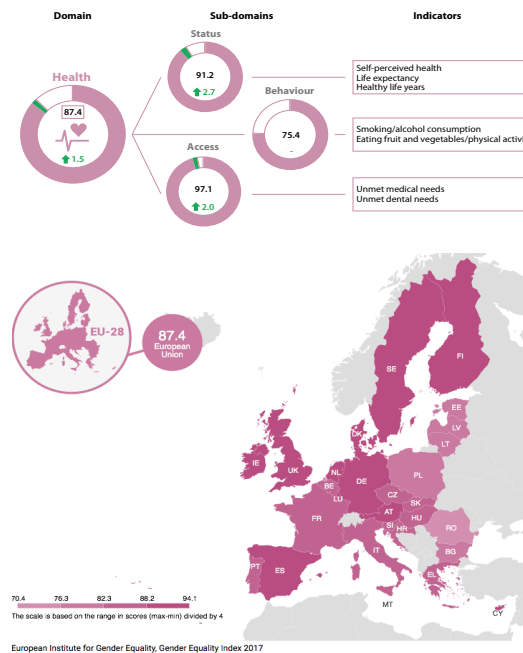 Domain
Sub-domains
Indicators
Status
91.2
2.7
Self-perceived health
Life expectancy
Healthy life years
Health
87.4
1.5
Behaviour
75.4
-
Smoking/alcohol consumption
Eating fruit and vegetables/physical activi
Access
97.1
2.0
Unmet medical needs
Unmet dental needs
EU-28
87.4
European
Union
SE
FI
EE
LV
LT
DK
IE
UK
NL
BE
LU
DE
PL
CZ
SK
AT
HU
FR
SI
HR
RO
IT
BG
PT
ES
EL
MT
CY
70.4 76.3 82.3 88.2 94.1
The scale is based on the range in scores (max-min) divided by 4
European Institute for Gender Equality, Gender Equality Index 2017